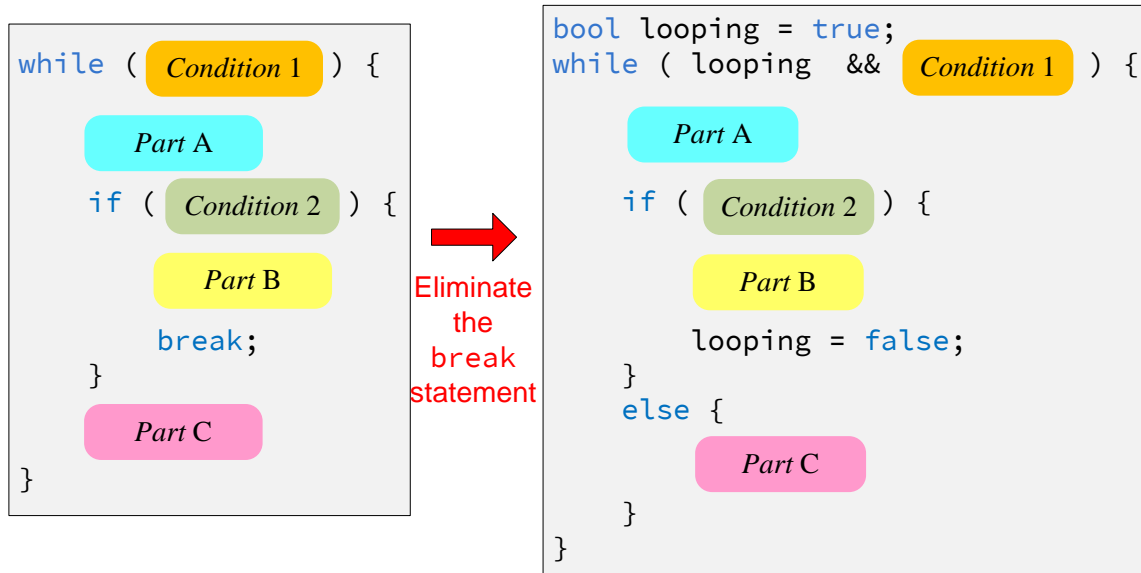 while ( Condition 1 ) {
Part A
if ( Condition 2 ) {
Part B
break;
}
Part C
}
Eliminate
the
break
statement
bool looping = true;
while ( looping && Condition 1 ) {
Part A
if ( Condition 2 ) {
Part B
looping = false;
}
else {
Part C
}
}